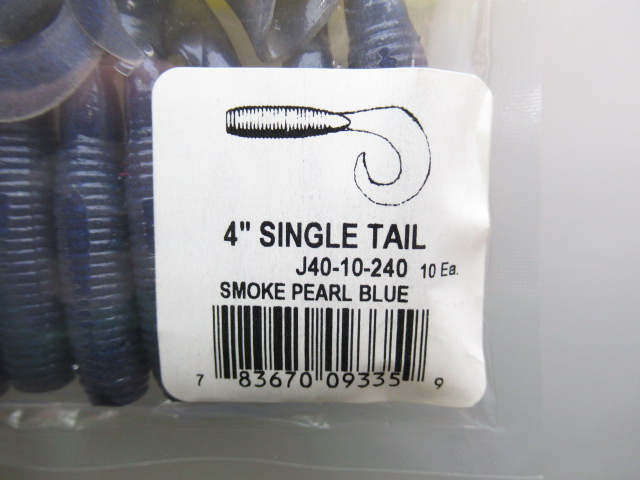 4" SINGLE TAIL
J40-10-240 10 Ea.
SMOKE PEARL BLUE
7 83670 09335 9